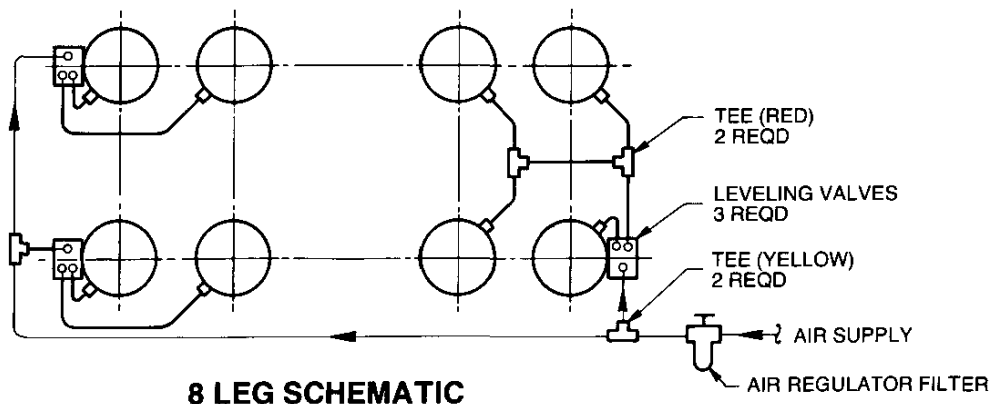 TEE (RED)
2 REQD
LEVELING VALVES
3 REQD
TEE (YELLOW)
2 REQD
AIR SUPPLY
AIR REGULATOR FILTER
8 LEG SCHEMATIC